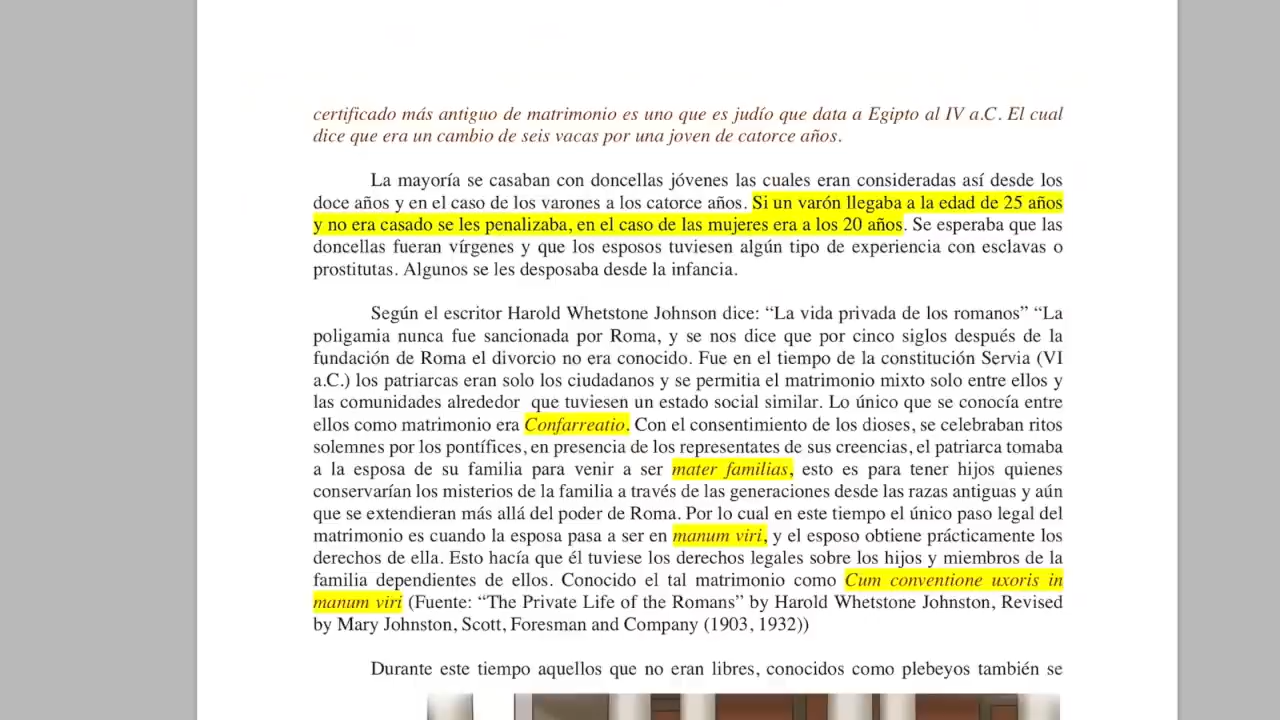 certificado más antiguo de matrimonio es uno que es judío que data a Egipto al IV a.C. El cual
dice que era un cambio de seis vacas por una joven de catorce años.
La mayoría se casaban con doncellas jóvenes las cuales eran consideradas así desde los
doce años y en el caso de los varones a los catorce años. Si un varón llegaba a la edad de 25 años
y no era casado se les penalizaba, en el caso de las mujeres era a los 20 años. Se esperaba que las
doncellas fueran vírgenes y que los esposos tuviesen algún tipo de experiencia con esclavas o
prostitutas. Algunos se les desposaba desde la infancia.
Según el escritor Harold Whetstone Johnson dice: “La vida privada de los romanos” “La
poligamia nunca fue sancionada por Roma, y se nos dice que por cinco siglos después de la
fundación de Roma el divorcio no era conocido. Fue en el tiempo de la constitución Servia (VI
a.C.) los patriarcas eran solo los ciudadanos y se permitia el matrimonio mixto solo entre ellos y
las comunidades alrededor que tuviesen un estado social similar. Lo único que se conocía entre
ellos como matrimonio era Confarreatio. Con el consentimiento de los dioses, se celebraban ritos
solemnes por los pontífices, en presencia de los representates de sus creencias, el patriarca tomaba
a la esposa de su familia para venir a ser mater familias, esto es para tener hijos quienes
conservarían los misterios de la familia a través de las generaciones desde las razas antiguas y aún
que se extendieran más allá del poder de Roma. Por lo cual en este tiempo el único paso legal del
matrimonio es cuando la esposa pasa a ser en manum viri, y el esposo obtiene prácticamente los
derechos de ella. Esto hacía que él tuviese los derechos legales sobre los hijos y miembros de la
familia dependientes de ellos. Conocido el tal matrimonio como Cum conventione uxoris in
manum viri (Fuente: “The Private Life of the Romans” by Harold Whetstone Johnston, Revised
by Mary Johnston, Scott, Foresman and Company (1903, 1932))
Durante este tiempo aquellos que no eran libres, conocidos como plebeyos también se